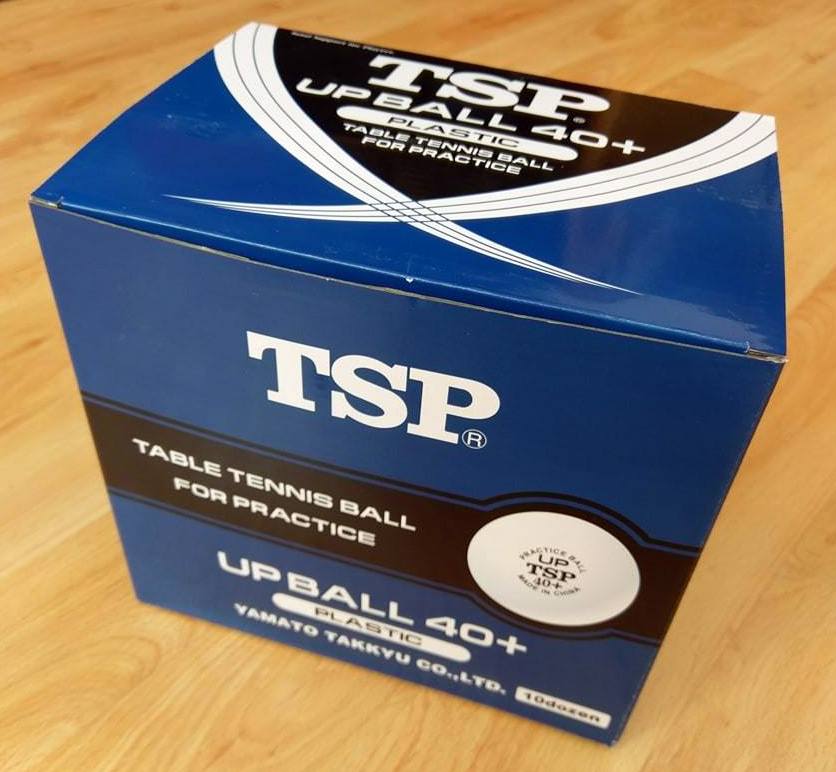 TSP®
UP BALL 40+
PLASTIC
TABLE TENNIS BALL
FOR PRACTICE
TSP®
TABLE TENNIS BALL
FOR PRACTICE
PRACTICE BALL
UP
TSP
40+
MADE IN CHINA
UP BALL 40+
PLASTIC
YAMATO TAKKYU CO.,LTD.
10dozen